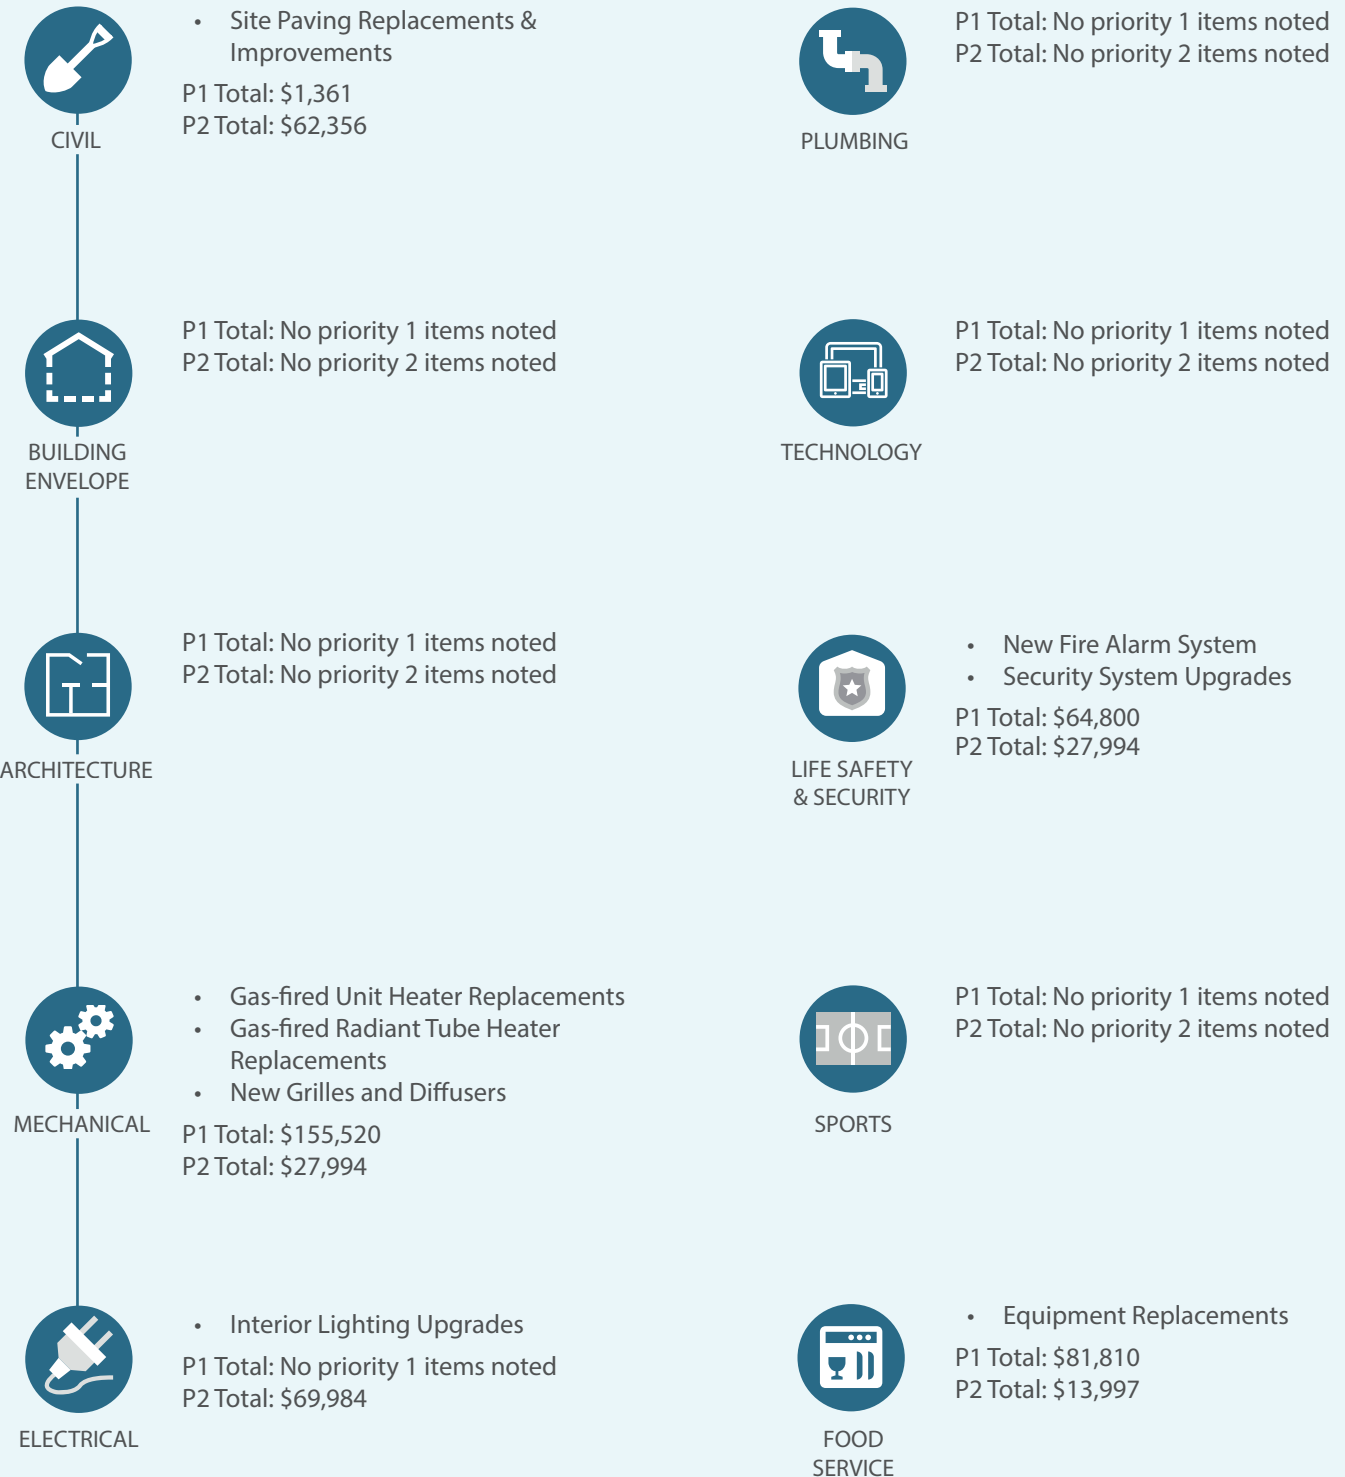 • Site Paving Replacements &
Improvements
P1 Total: $1,361
P2 Total: $62,356
CIVIL
P1 Total: No priority 1 items noted
P2 Total: No priority 2 items noted
BUILDING
ENVELOPE
P1 Total: No priority 1 items noted
P2 Total: No priority 2 items noted
ARCHITECTURE
• Gas-fired Unit Heater Replacements
• Gas-fired Radiant Tube Heater
Replacements
• New Grilles and Diffusers
P1 Total: $155,520
P2 Total: $27,994
MECHANICAL
• Interior Lighting Upgrades
P1 Total: No priority 1 items noted
P2 Total: $69,984
ELECTRICAL
P1 Total: No priority 1 items noted
P2 Total: No priority 2 items noted
PLUMBING
P1 Total: No priority 1 items noted
P2 Total: No priority 2 items noted
TECHNOLOGY
• New Fire Alarm System
• Security System Upgrades
P1 Total: $64,800
P2 Total: $27,994
LIFE SAFETY
& SECURITY
P1 Total: No priority 1 items noted
P2 Total: No priority 2 items noted
SPORTS
• Equipment Replacements
P1 Total: $81,810
P2 Total: $13,997
FOOD
SERVICE